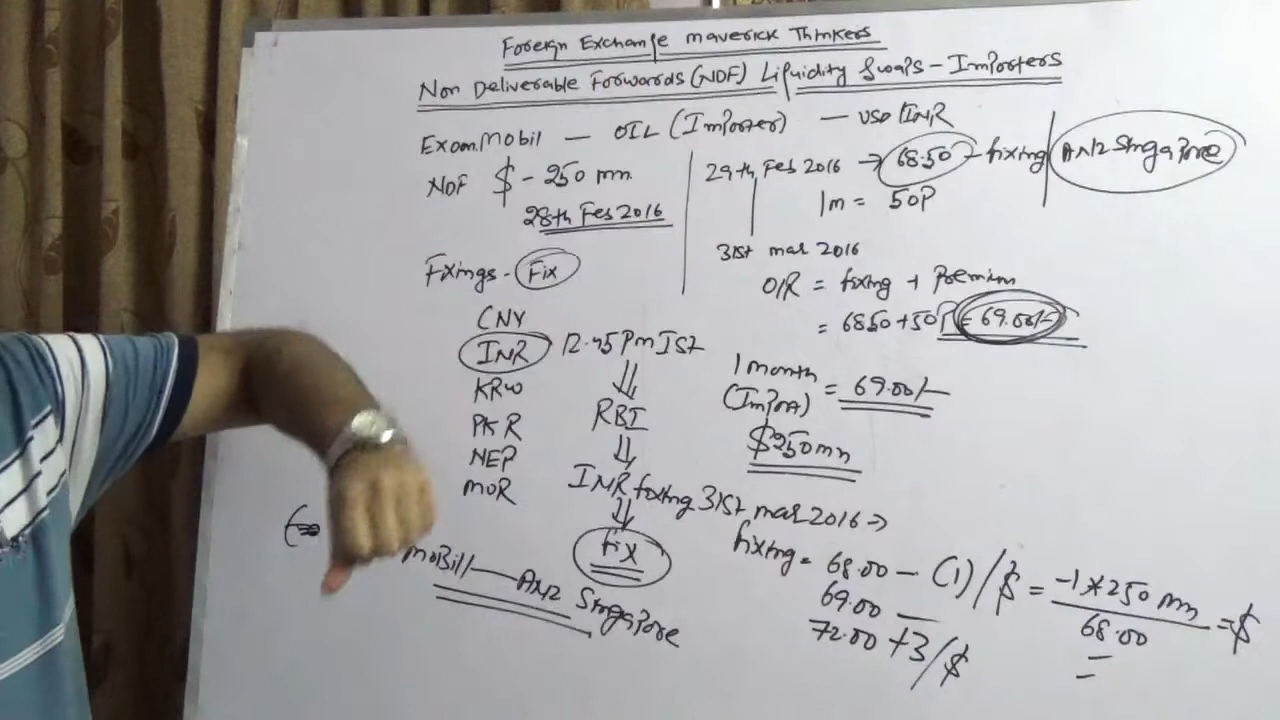 Foreign Exchange maverick Thinkers
Non Deliverable Forwards (NDF) Liquidity Swaps - Importers
Exxon Mobil — OIL (Importer) — USD/INR
NDF $ - 250 mn.
28th Feb 2016
29th Feb 2016 → 68.50 - fixing | ANZ Singapore
1m = 50P
31st mar 2016
O/R = fixing + Premium
= 6850 + 50P = 69.00/-
Fixings - Fix
CNY
INR 12.45 Pm IST
KRW
PKR
NEP
MUR
RBI
INR fixing 31st mar 2016 →
fix
1 month
(Import) = 69.00/-
$250mn
fixing = 68.00 - (1)/$ = -1 * 250 mn = $
68.00
69.00 —
72.00 + 3/$
mobill — ANZ Singapore